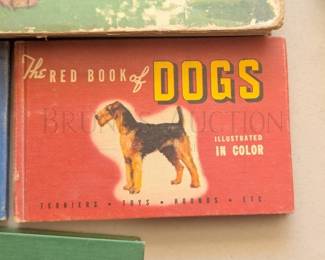 The RED BOOK of DOGS
ILLUSTRATED
IN COLOR
TERRIERS • TOYS • HOUNDS • ETC